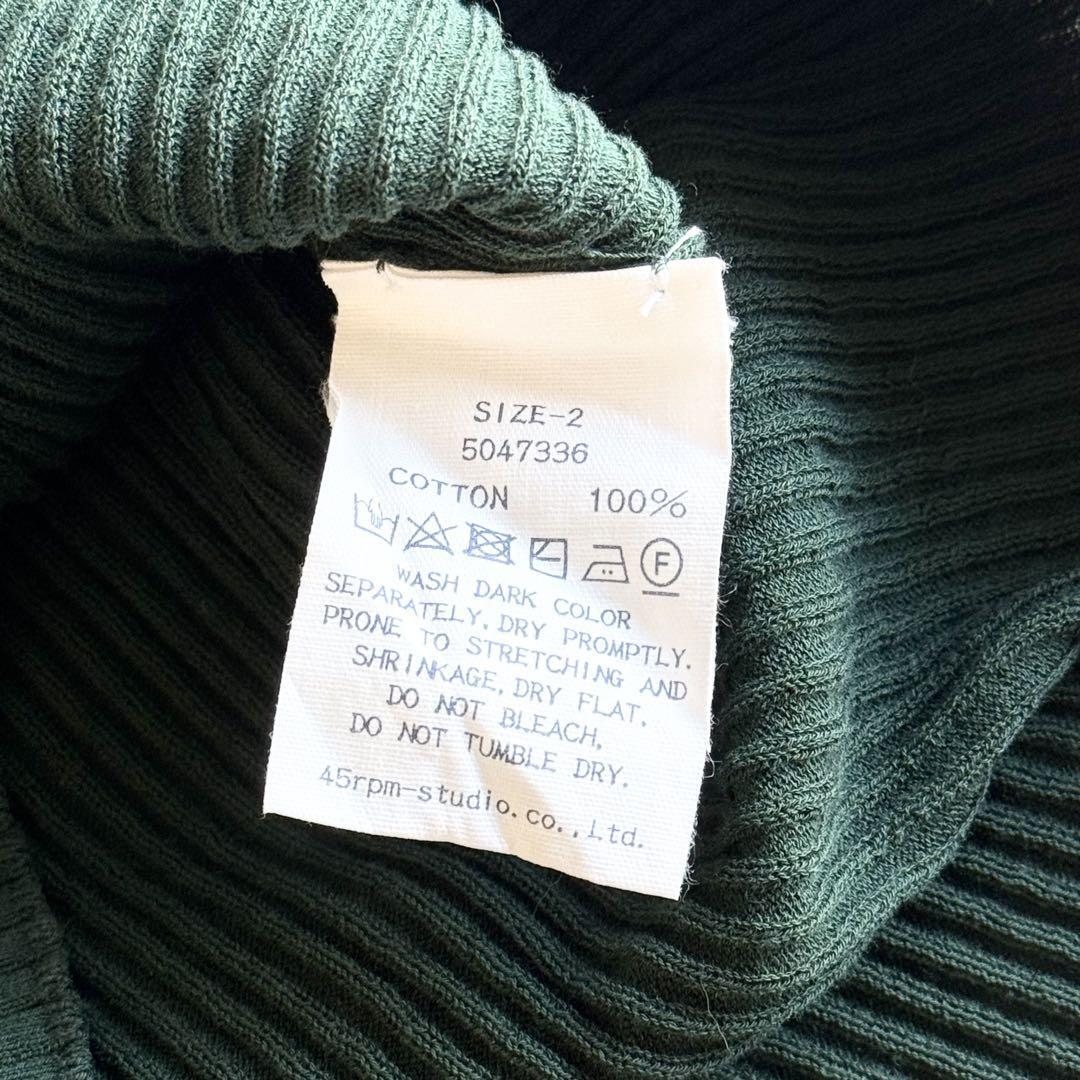 SIZE-2
5047336
COTTON 100%
F
WASH DARK COLOR
SEPARATELY. DRY PROMPTLY.
PRONE TO STRETCHING AND
SHRINKAGE. DRY FLAT.
DO NOT BLEACH.
DO NOT TUMBLE DRY.
45rpm-studio.co.,Ltd.